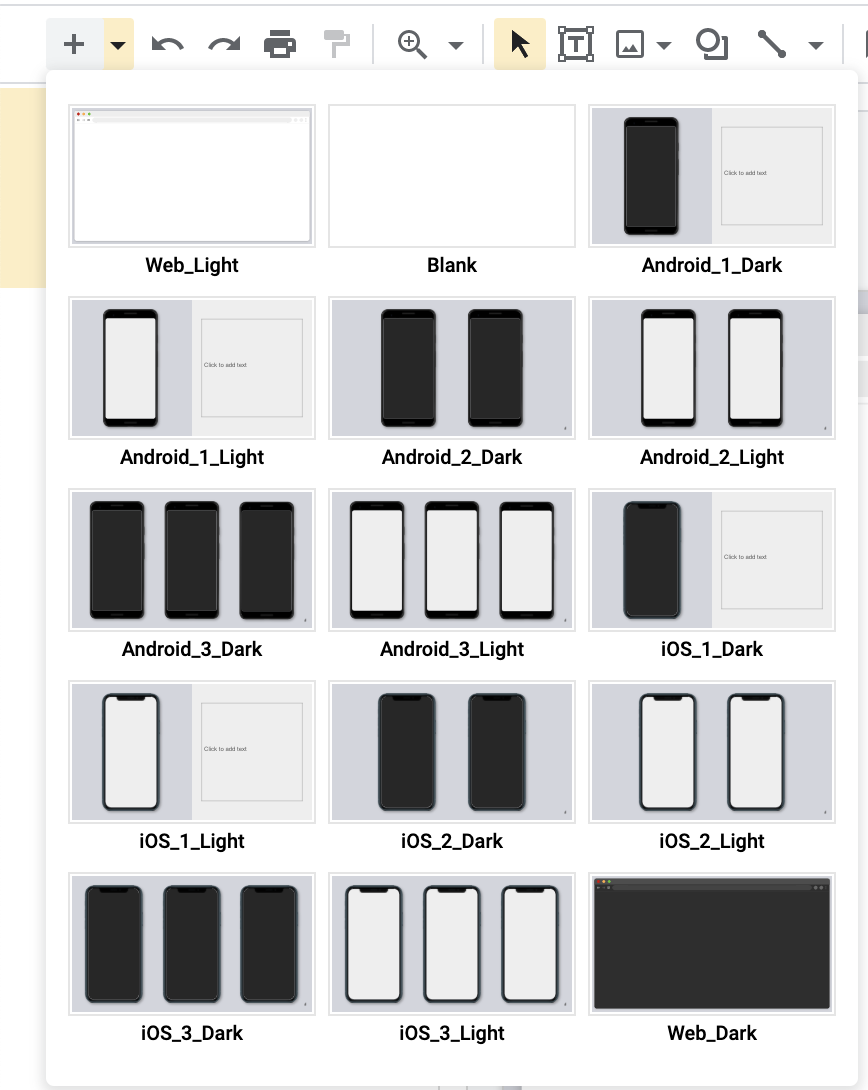 Web_Light
Blank
Click to add text
Android_1_Dark
Click to add text
Android_1_Light
Android_2_Dark
Android_2_Light
Android_3_Dark
Android_3_Light
Click to add text
iOS_1_Dark
Click to add text
iOS_1_Light
iOS_2_Dark
iOS_2_Light
iOS_3_Dark
iOS_3_Light
Web_Dark